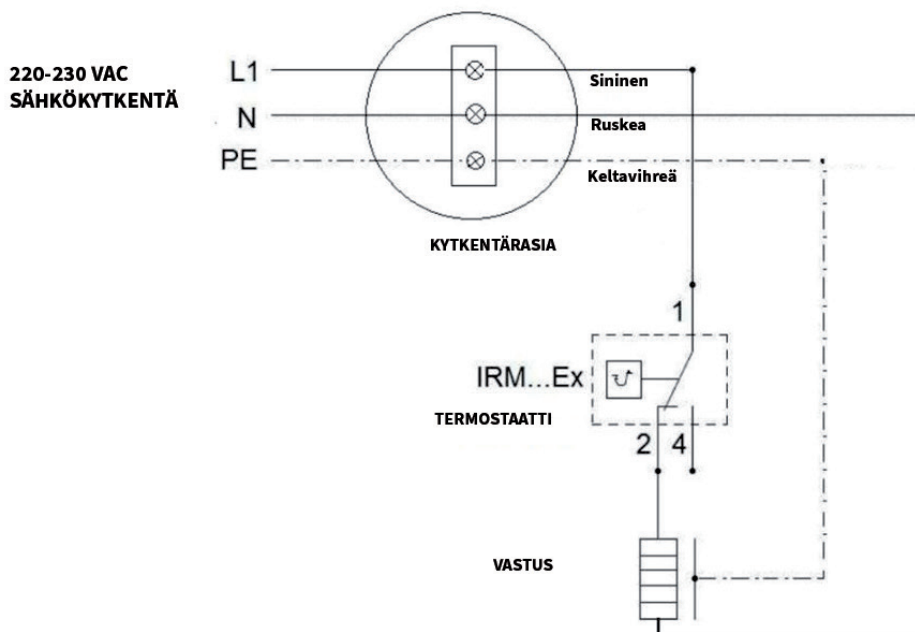 220-230 VAC
SÄHKÖKYTKENTÄ
L1
N
PE
Sininen
Ruskea
Keltavihreä
KYTKENTÄRASIA
1
IRM...Ex
TERMOSTAATTI
2 4
VASTUS